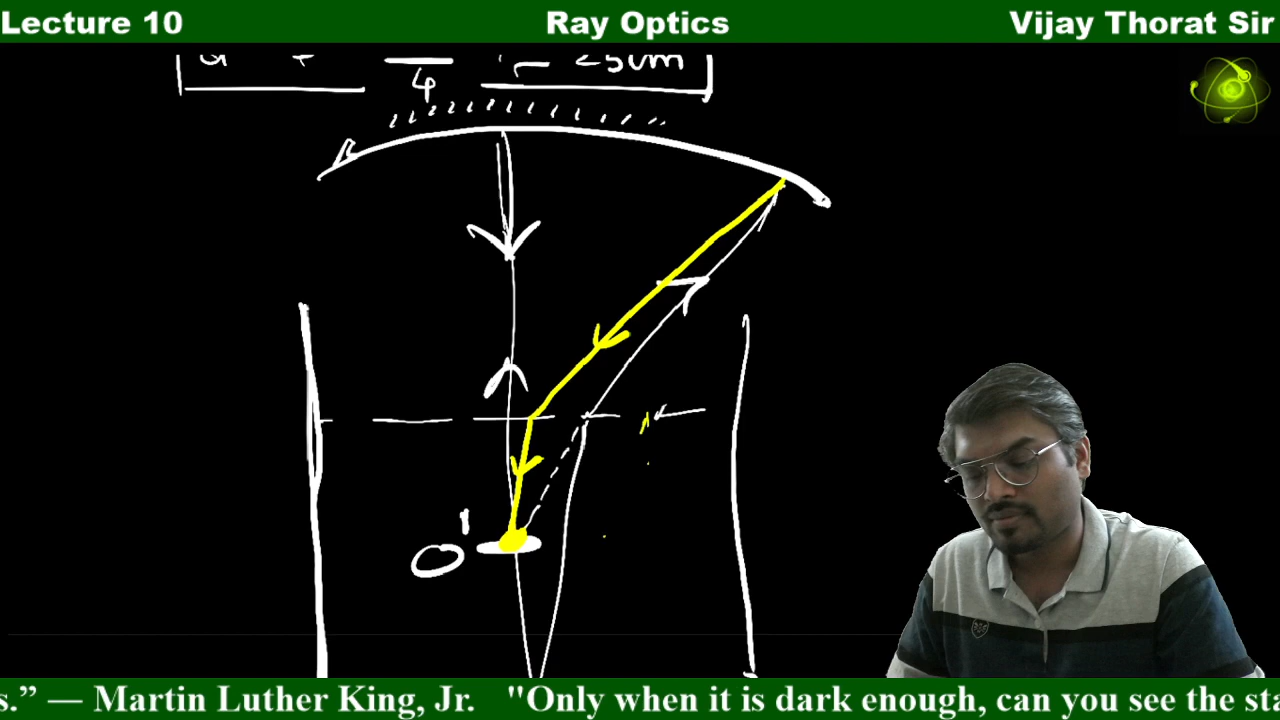 Lecture 10 Ray Optics Vijay Thorat Sir
4
O'
s.” — Martin Luther King, Jr. "Only when it is dark enough, can you see the sta